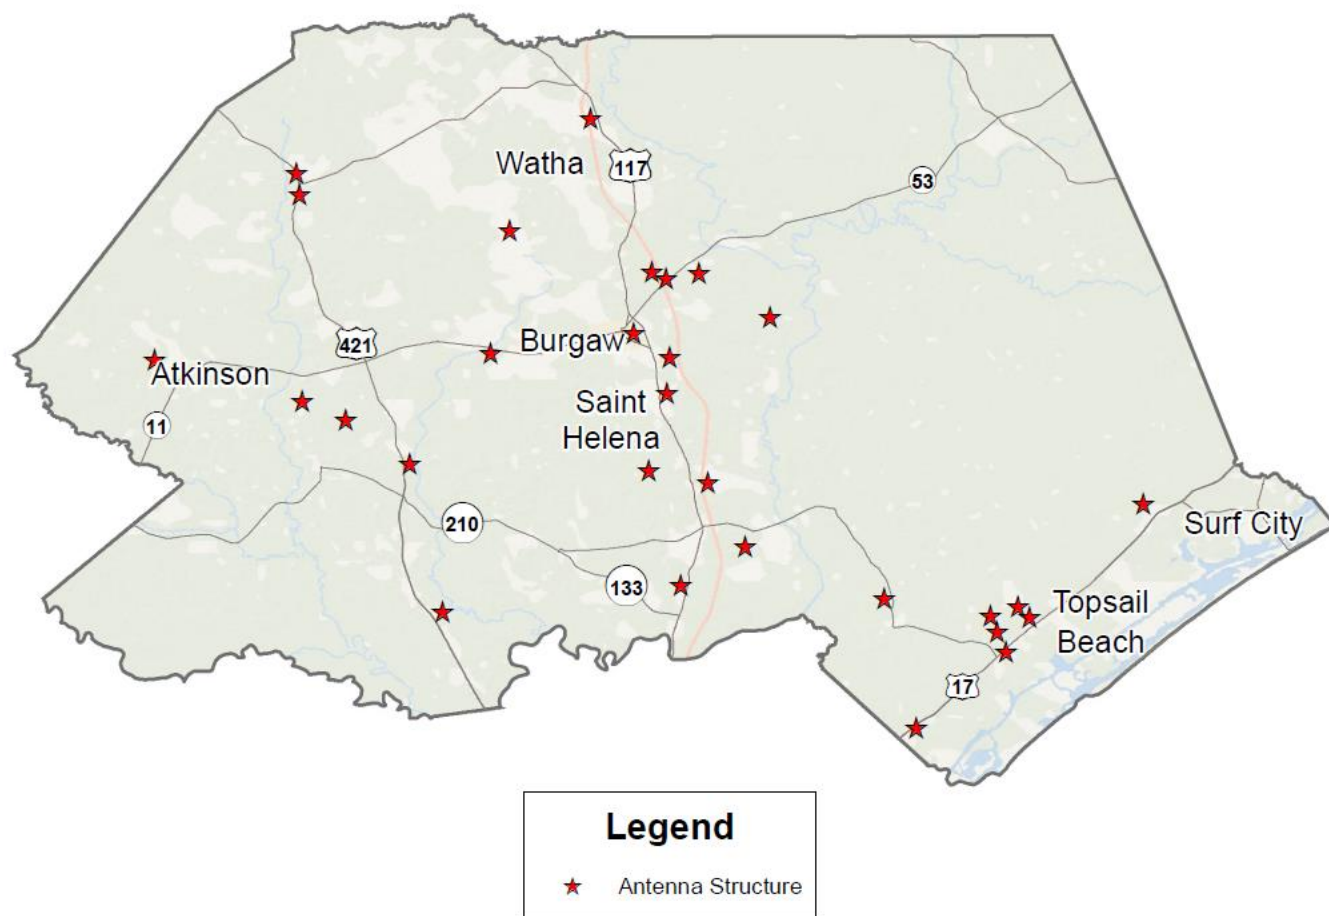 Watha
117
53
421
Burgaw
Atkinson
Saint
Helena
11
210
Surf City
133
Topsail
Beach
17
Legend
Antenna Structure